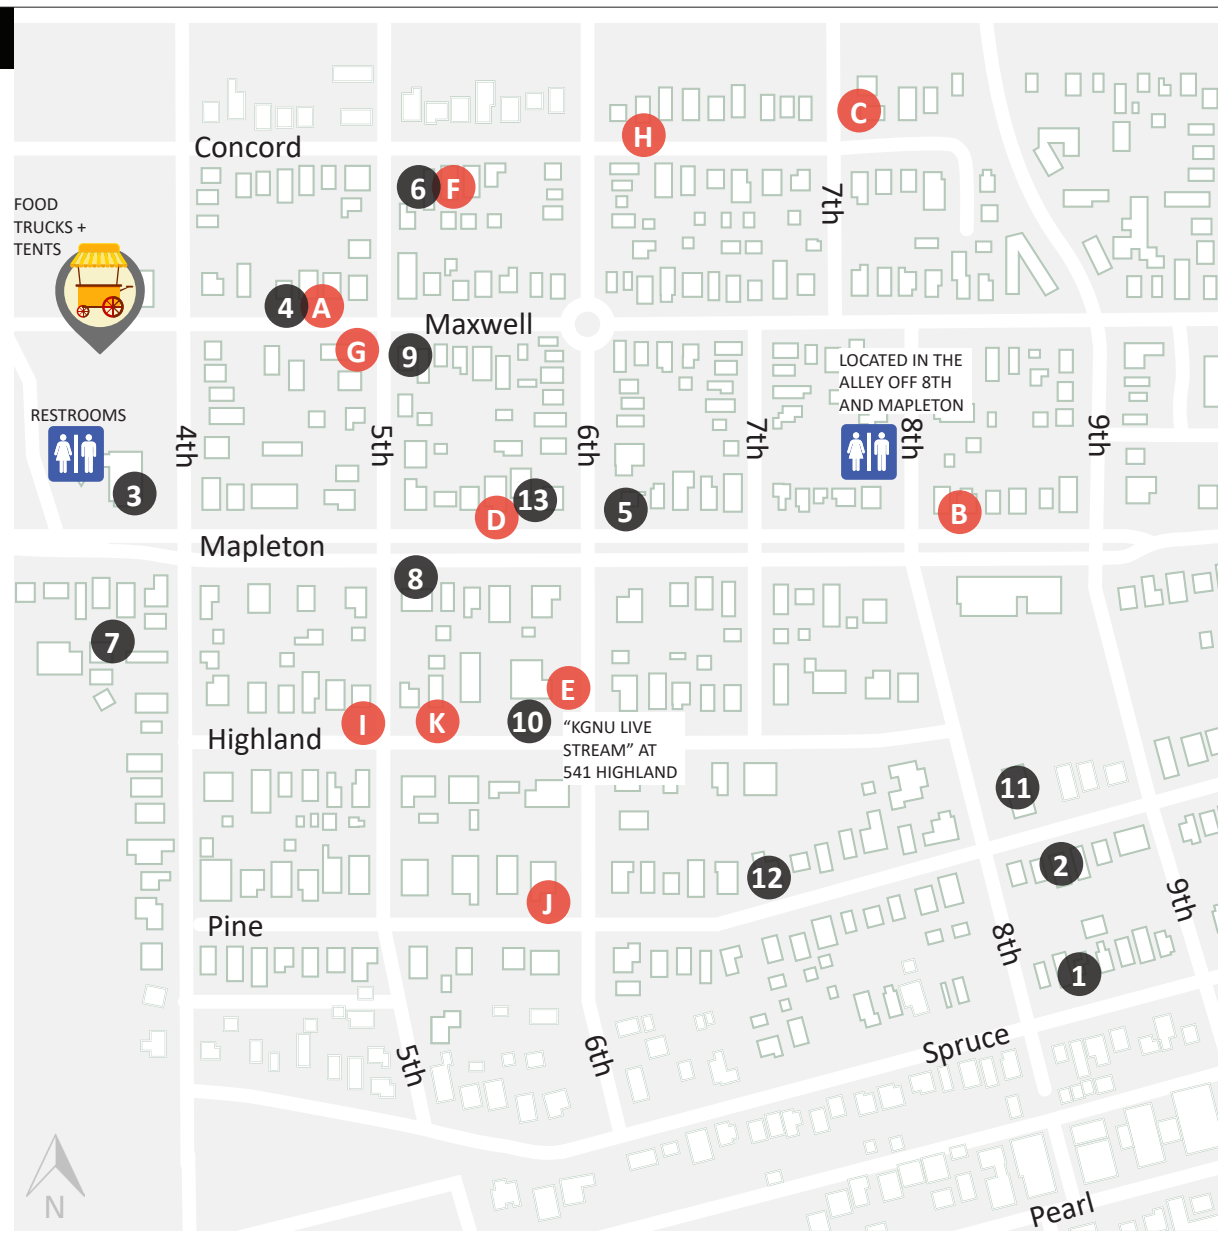 C
H
Concord
6
F
7th
FOOD
TRUCKS +
TENTS
4
A
Maxwell
G
9
LOCATED IN THE
ALLEY OFF 8TH
AND MAPLETON
RESTROOMS
4th
5th
6th
7th
8th
9th
3
D
13
5
B
Mapleton
8
7
E
I
K
10
"KGNU LIVE
STREAM" AT
541 HIGHLAND
Highland
11
2
12
J
Pine
9th
8th
1
5th
6th
Spruce
N
Pearl